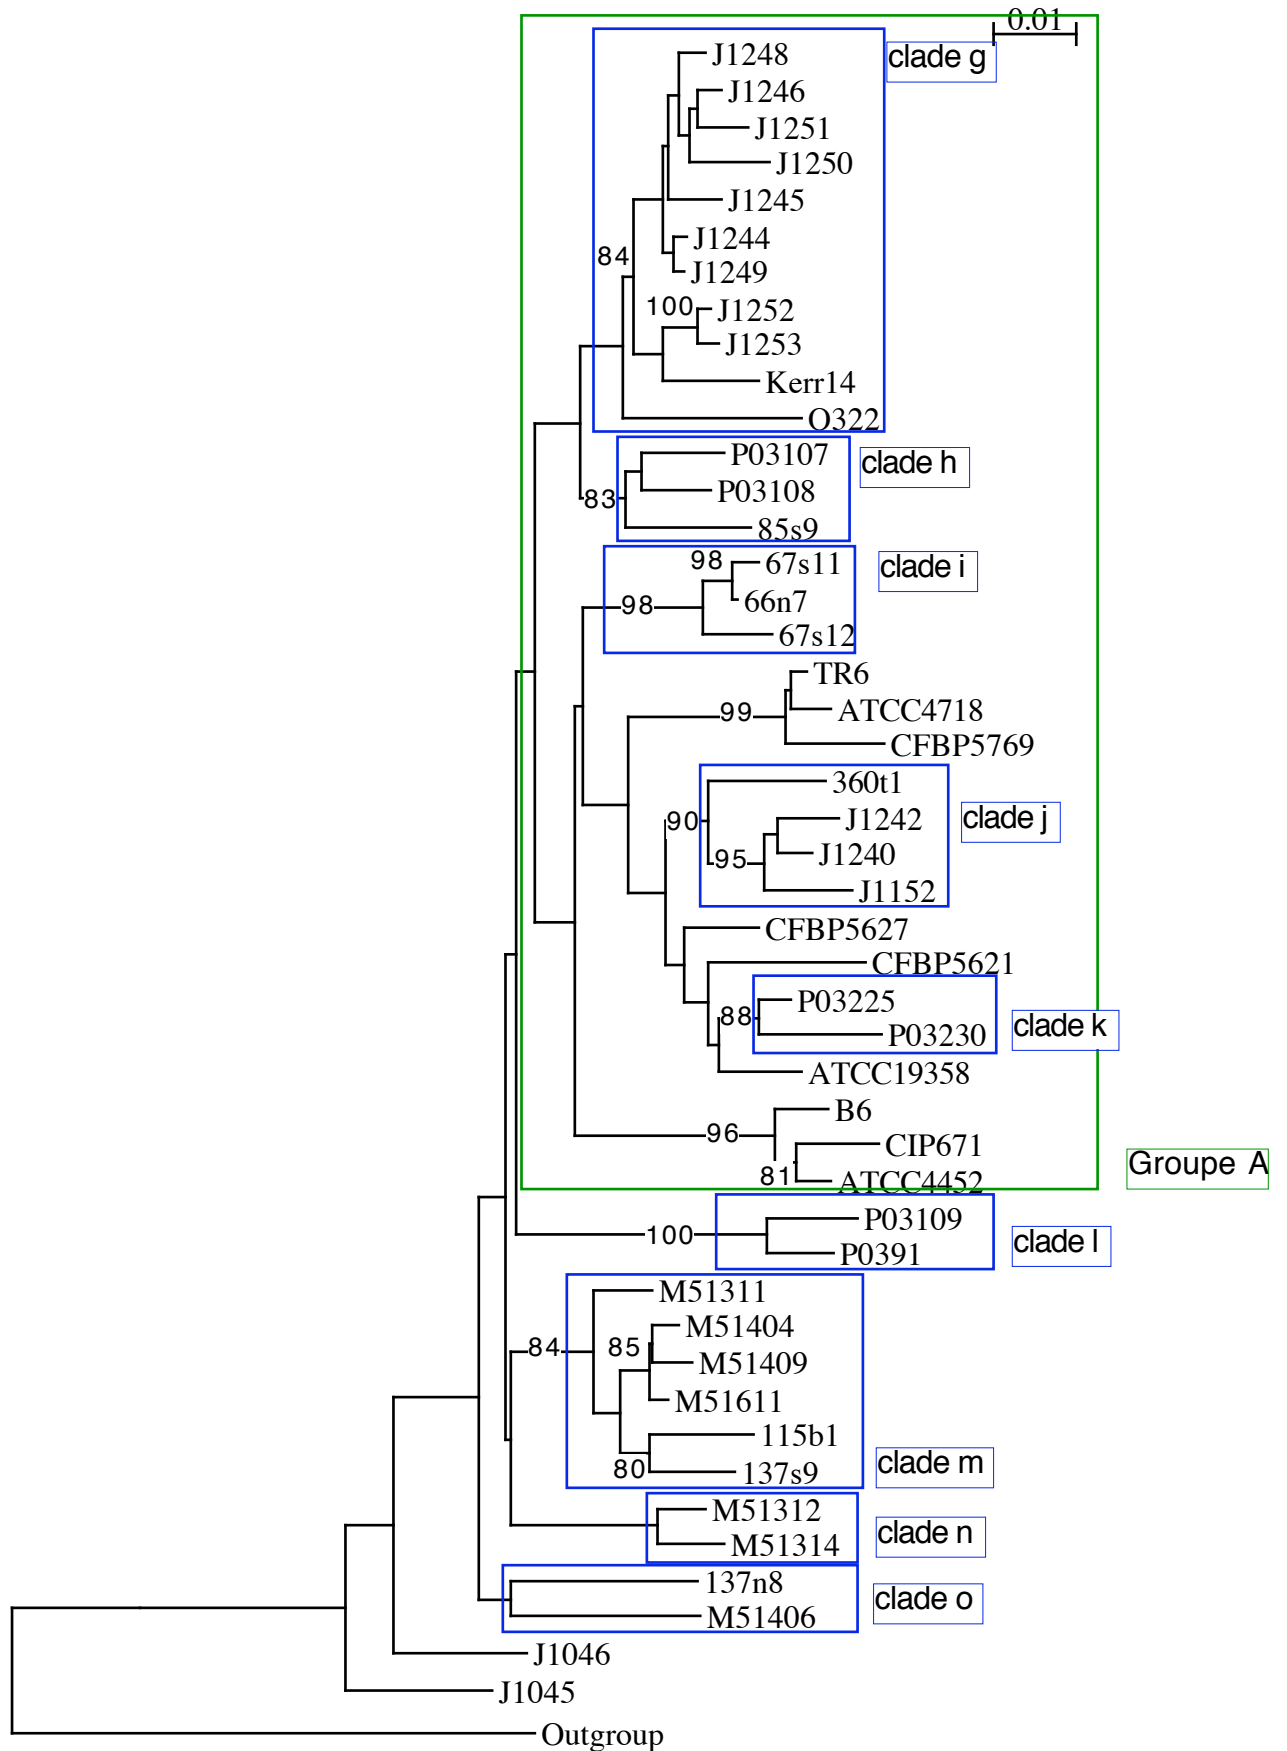 0.01
J1248
clade g
J1246
J1251
J1250
J1245
J1244
84
J1249
100
J1252
J1253
Kerr14
O322
P03107
clade h
P03108
83
85s9
98
67s11
clade i
66n7
98
67s12
TR6
99
ATCC4718
CFBP5769
360t1
90
J1242
clade j
J1240
95
J1152
CFBP5627
CFBP5621
P03225
88
clade k
P03230
ATCC19358
B6
96
CIP671
81
ATCC4452
Groupe A
P03109
100
clade l
P0391
M51311
M51404
84
85
M51409
M51611
115b1
80
137s9
clade m
M51312
clade n
M51314
137n8
clade o
M51406
J1046
J1045
Outgroup